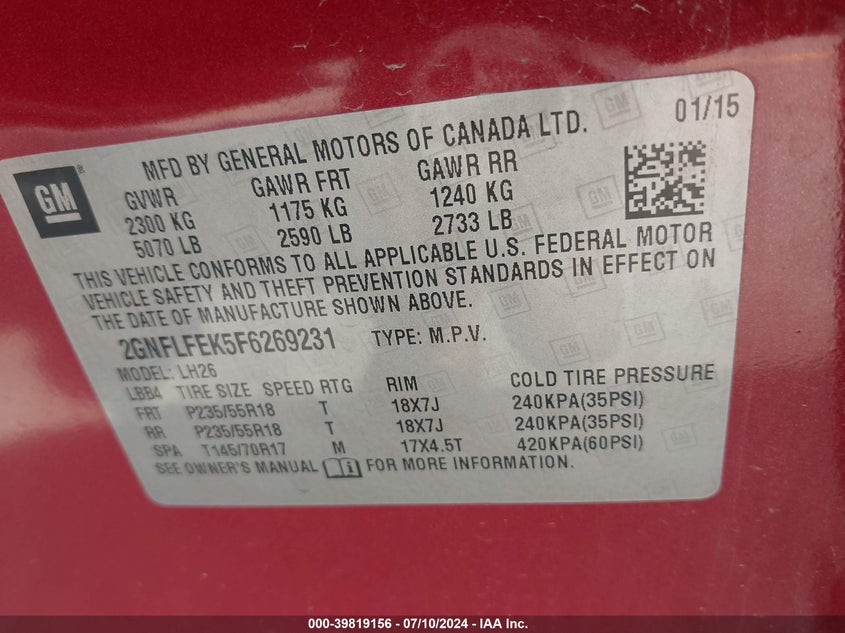 01/15
MFD BY GENERAL MOTORS OF CANADA LTD.
GM
GVWR GAWR FRT GAWR RR
2300 KG 1175 KG 1240 KG
5070 LB 2590 LB 2733 LB
THIS VEHICLE CONFORMS TO ALL APPLICABLE U.S. FEDERAL MOTOR
VEHICLE SAFETY AND THEFT PREVENTION STANDARDS IN EFFECT ON
THE DATE OF MANUFACTURE SHOWN ABOVE.
2GNFLFEK5F6269231 TYPE: M.P.V.
MODEL: LH26
LBB4 TIRE SIZE SPEED RTG RIM COLD TIRE PRESSURE
FRT P235/55R18 T 18X7J 240KPA(35PSI)
RR P235/55R18 T 18X7J 240KPA(35PSI)
SPA T145/70R17 M 17X4.5T 420KPA(60PSI)
SEE OWNER'S MANUAL FOR MORE INFORMATION.
000-39819156 - 07/10/2024 - IAA Inc.